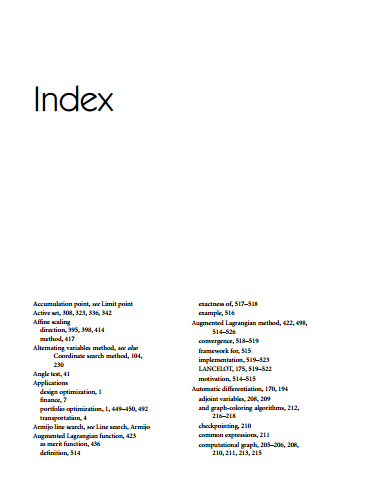 Index
Accumulation point, see Limit point
Active set, 308, 323, 336, 342
Affine scaling
direction, 395, 398, 414
method, 417
Alternating variables method, see also
Coordinate search method, 104,
230
Angle test, 41
Applications
design optimization, 1
finance, 7
portfolio optimization, 1, 449–450, 492
transportation, 4
Armijo line search, see Line search, Armijo
Augmented Lagrangian function, 423
as merit function, 436
definition, 514
exactness of, 517–518
example, 516
Augmented Lagrangian method, 422, 498,
514–526
convergence, 518–519
framework for, 515
implementation, 519–523
LANCELOT, 175, 519–522
motivation, 514–515
Automatic differentiation, 170, 194
adjoint variables, 208, 209
and graph-coloring algorithms, 212,
216–218
checkpointing, 210
common expressions, 211
computational graph, 205–206, 208,
210, 211, 213, 215